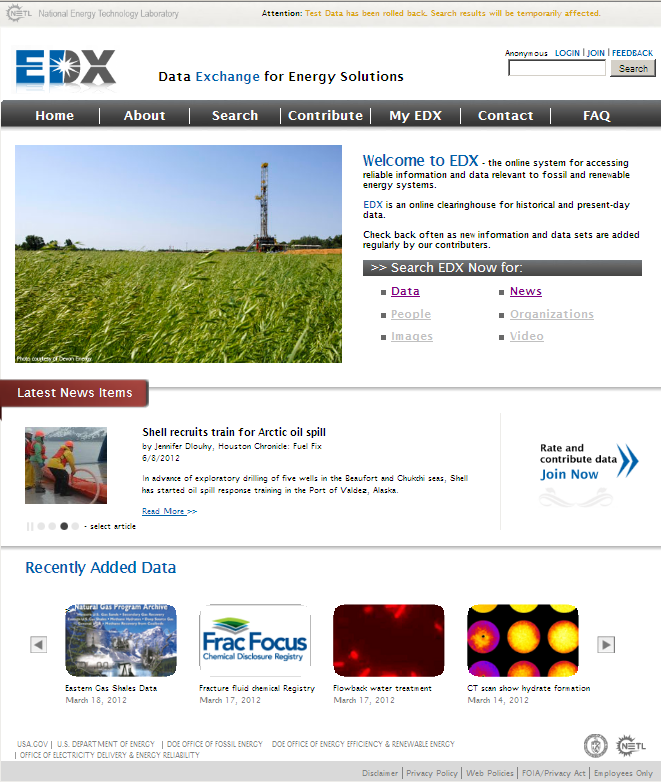 NETL National Energy Technology Laboratory
Attention: Test Data has been rolled back. Search results will be temporarily affected.
EDX
Data Exchange for Energy Solutions
Anonymous LOGIN | JOIN | FEEDBACK
Search
Home About Search Contribute My EDX Contact FAQ
Welcome to EDX - the online system for accessing
reliable information and data relevant to fossil and renewable
energy systems.
EDX is an online clearinghouse for historical and present-day
data.
Check back often as new information and data sets are added
regularly by our contributers.
>> Search EDX Now for:
Data News
People Organizations
Images Video
Photo courtesy of Devon Energy
Latest News Items
Shell recruits train for Arctic oil spill
by Jennifer Dlouhy, Houston Chronicle: Fuel Fix
6/8/2012
In advance of exploratory drilling of five wells in the Beaufort and Chukchi seas, Shell
has started oil spill response training in the Port of Valdez, Alaska.
Read More >>
- select article
Rate and
contribute data
Join Now
Recently Added Data
Natural Gas Program Archive
Frac Focus
Chemical Disclosure Registry
Eastern Gas Shales Data
March 18, 2012
Fracture fluid chemical Registry
March 17, 2012
Flowback water treatment
March 17, 2012
CT scan show hydrate formation
March 14, 2012
USA.GOV | U.S. DEPARTMENT OF ENERGY | DOE OFFICE OF FOSSIL ENERGY DOE OFFICE OF ENERGY EFFICIENCY & RENEWABLE ENERGY
| OFFICE OF ELECTRICITY DELIVERY & ENERGY RELIABILITY
NETL
Disclaimer | Privacy Policy | Web Policies | FOIA/Privacy Act | Employees Only